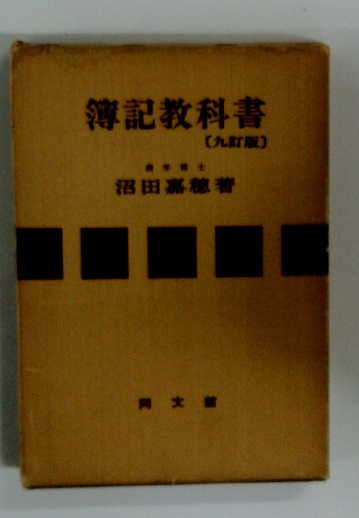 簿記教科書
〔九訂版〕
商学博士
沼田嘉穂著
同文舘